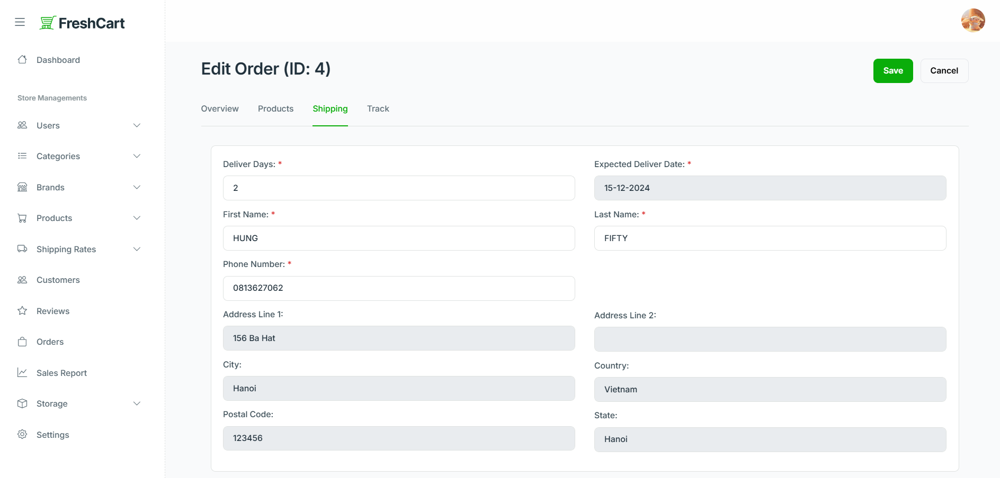 FreshCart
Dashboard
Store Managements
Users
Categories
Brands
Products
Shipping Rates
Customers
Reviews
Orders
Sales Report
Storage
Settings
Edit Order (ID: 4)
Save
Cancel
Overview
Products
Shipping
Track
Deliver Days: *
2
Expected Deliver Date: *
15-12-2024
First Name: *
HUNG
Last Name: *
FIFTY
Phone Number: *
0813627062
Address Line 1:
156 Ba Hat
Address Line 2:
City:
Hanoi
Country:
Vietnam
Postal Code:
123456
State:
Hanoi